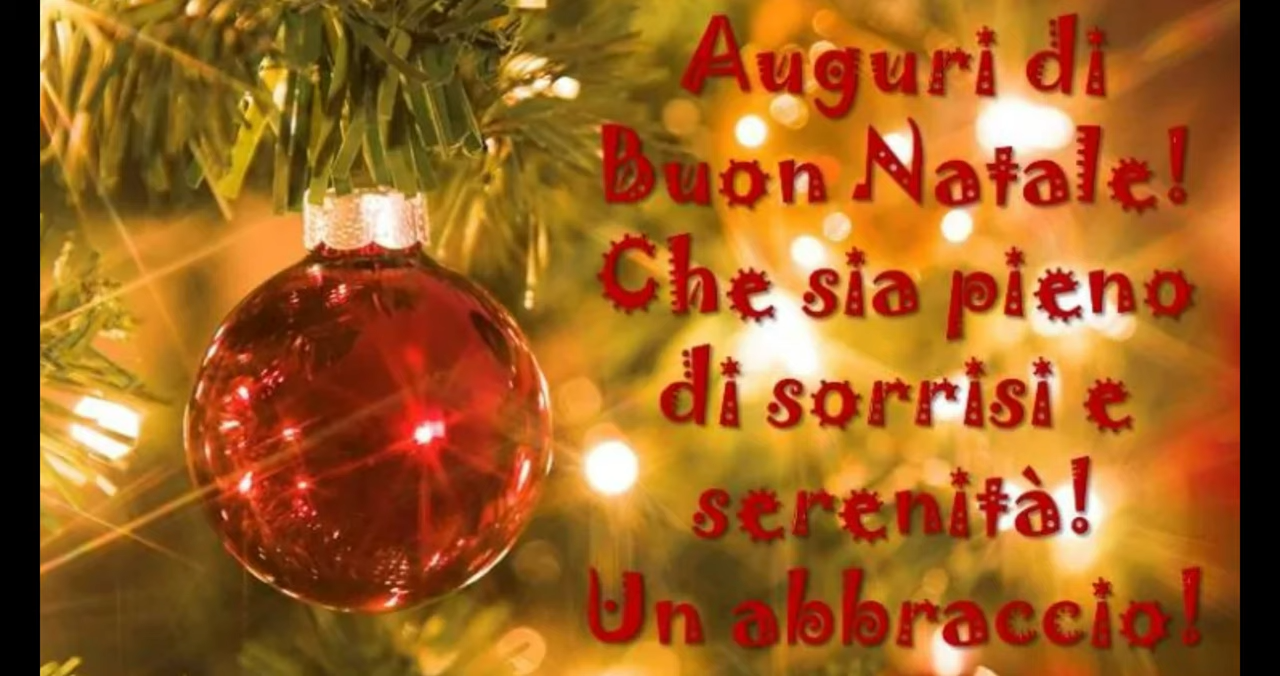 Auguri di
Buon Natale!
Che sia pieno
di sorrisi e
serenità!
Un abbraccio!